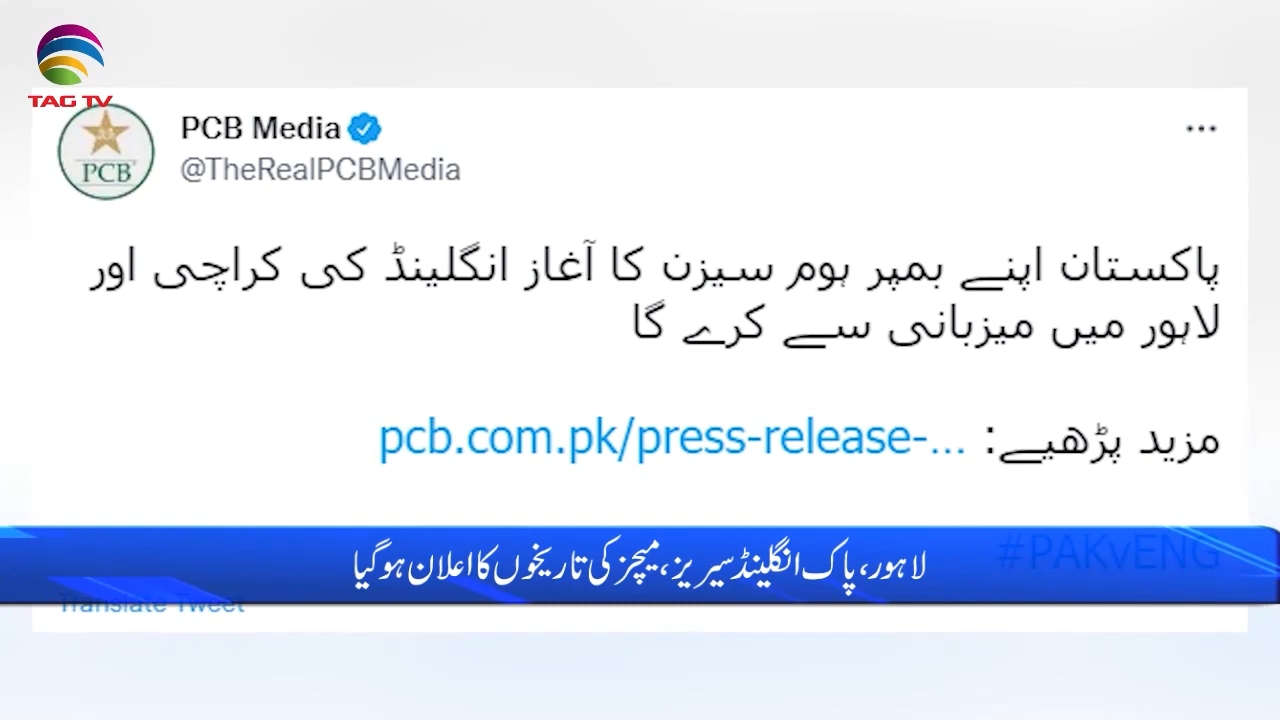 TAG TV
PCB
PCB Media
@TheRealPCBMedia
پاکستان اپنے بمپر ہوم سیزن کا آغاز انگلینڈ کی کراچی اور
لاہور میں میزبانی سے کرے گا
مزید پڑھیے: pcb.com.pk/press-release-...
#PAKvENG
لاہور، پاک انگلینڈ سیریز، میچز کی تاریخوں کا اعلان ہو گیا
Translate Tweet